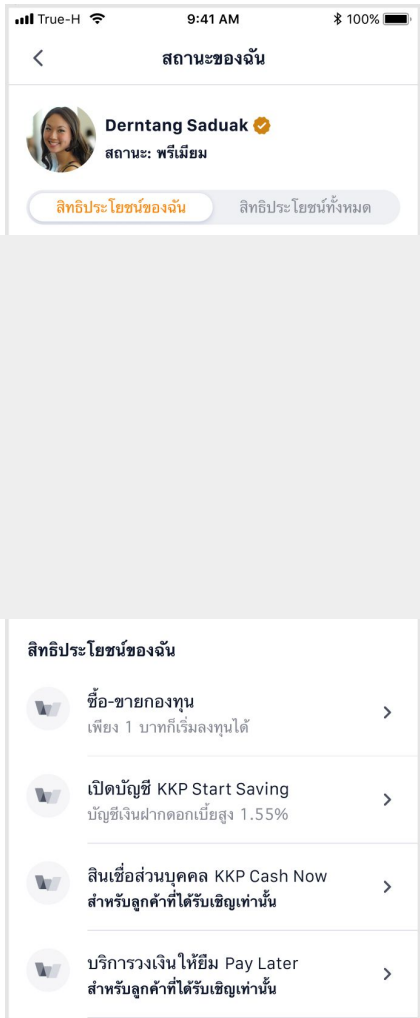 True-H 9:41 AM 100%
สถานะของฉัน
Derntang Saduak
สถานะ: พรีเมียม
สิทธิประโยชน์ของฉัน สิทธิประโยชน์ทั้งหมด
สิทธิประโยชน์ของฉัน
ซื้อ-ขายกองทุน
เพียง 1 บาทก็เริ่มลงทุนได้
เปิดบัญชี KKP Start Saving
บัญชีเงินฝากดอกเบี้ยสูง 1.55%
สินเชื่อส่วนบุคคล KKP Cash Now
สำหรับลูกค้าที่ได้รับเชิญเท่านั้น
บริการวงเงินให้ยืม Pay Later
สำหรับลูกค้าที่ได้รับเชิญเท่านั้น